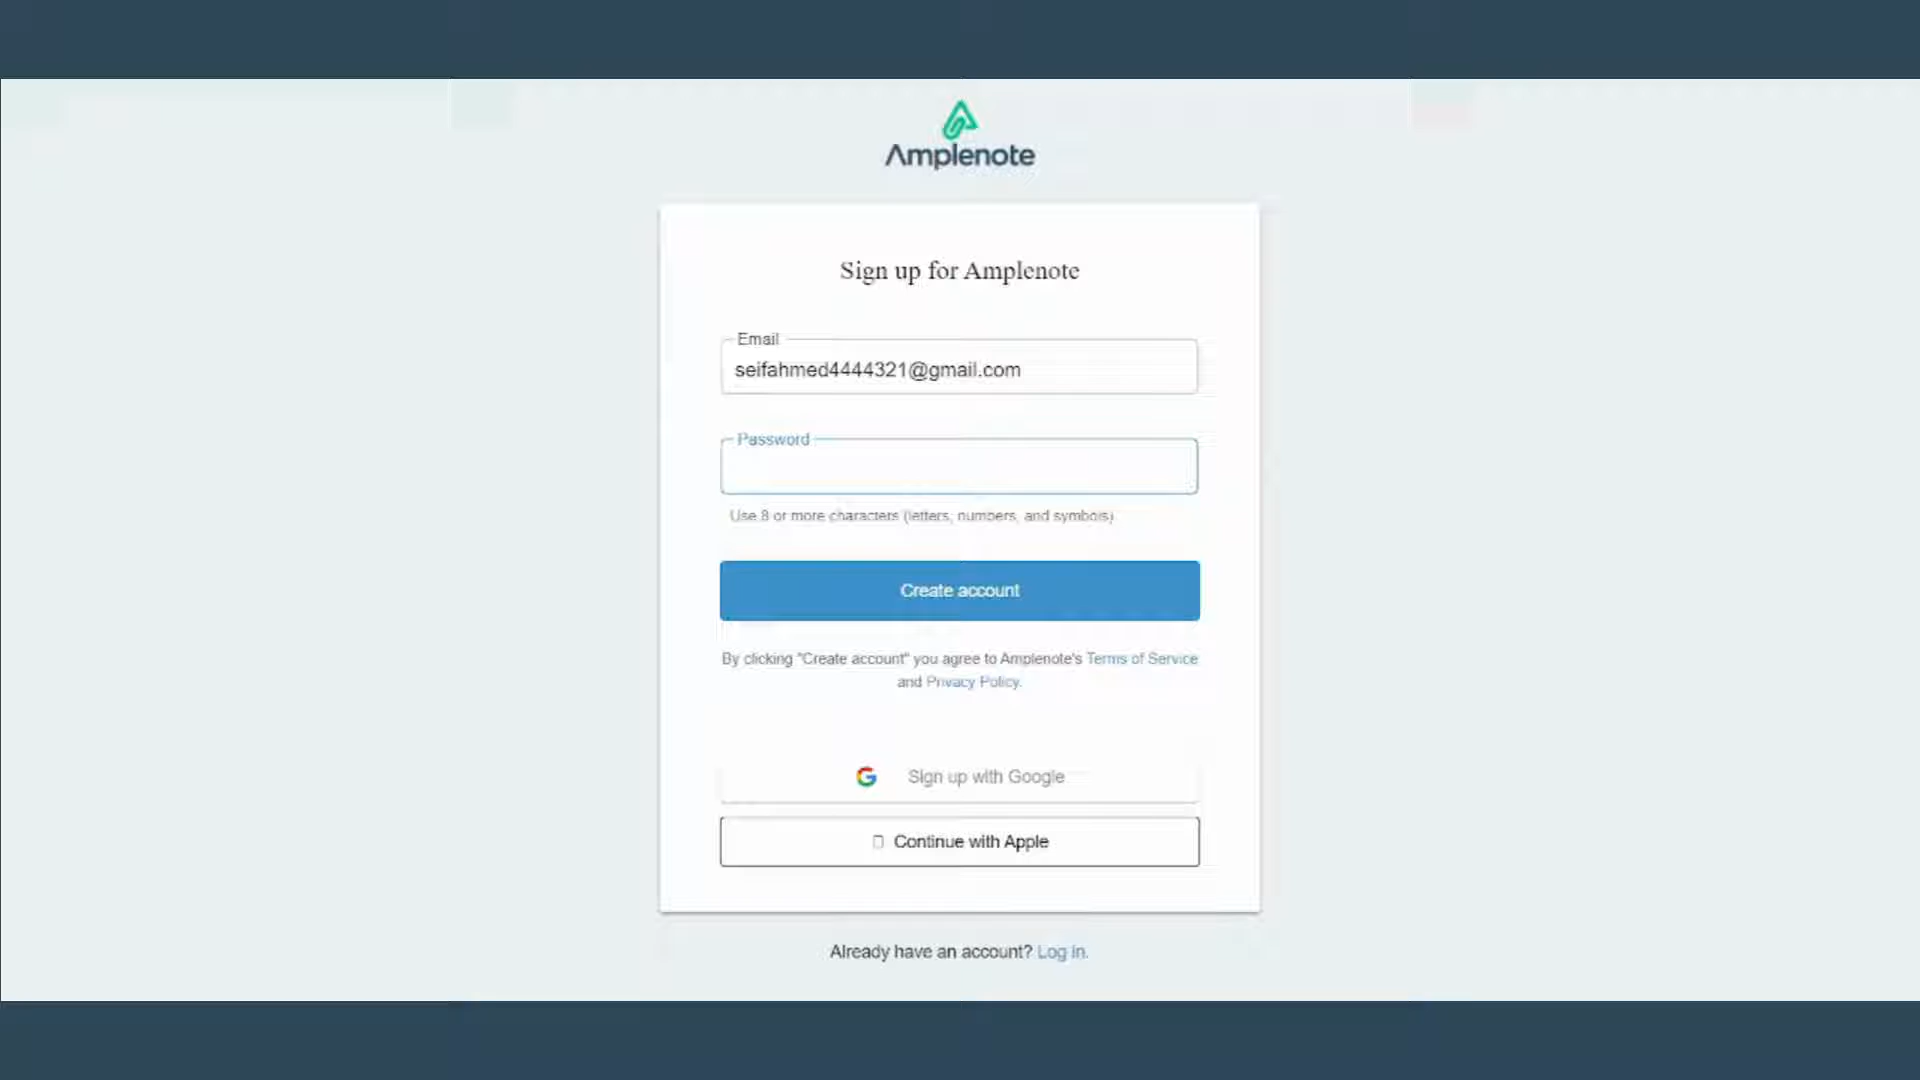 Amplenote
Sign up for Amplenote
Email
seifahmed4444321@gmail.com
Password
Use 8 or more characters (letters, numbers, and symbols)
Create account
By clicking "Create account" you agree to Amplenote's Terms of Service
and Privacy Policy.
Sign up with Google
Continue with Apple
Already have an account? Log in.